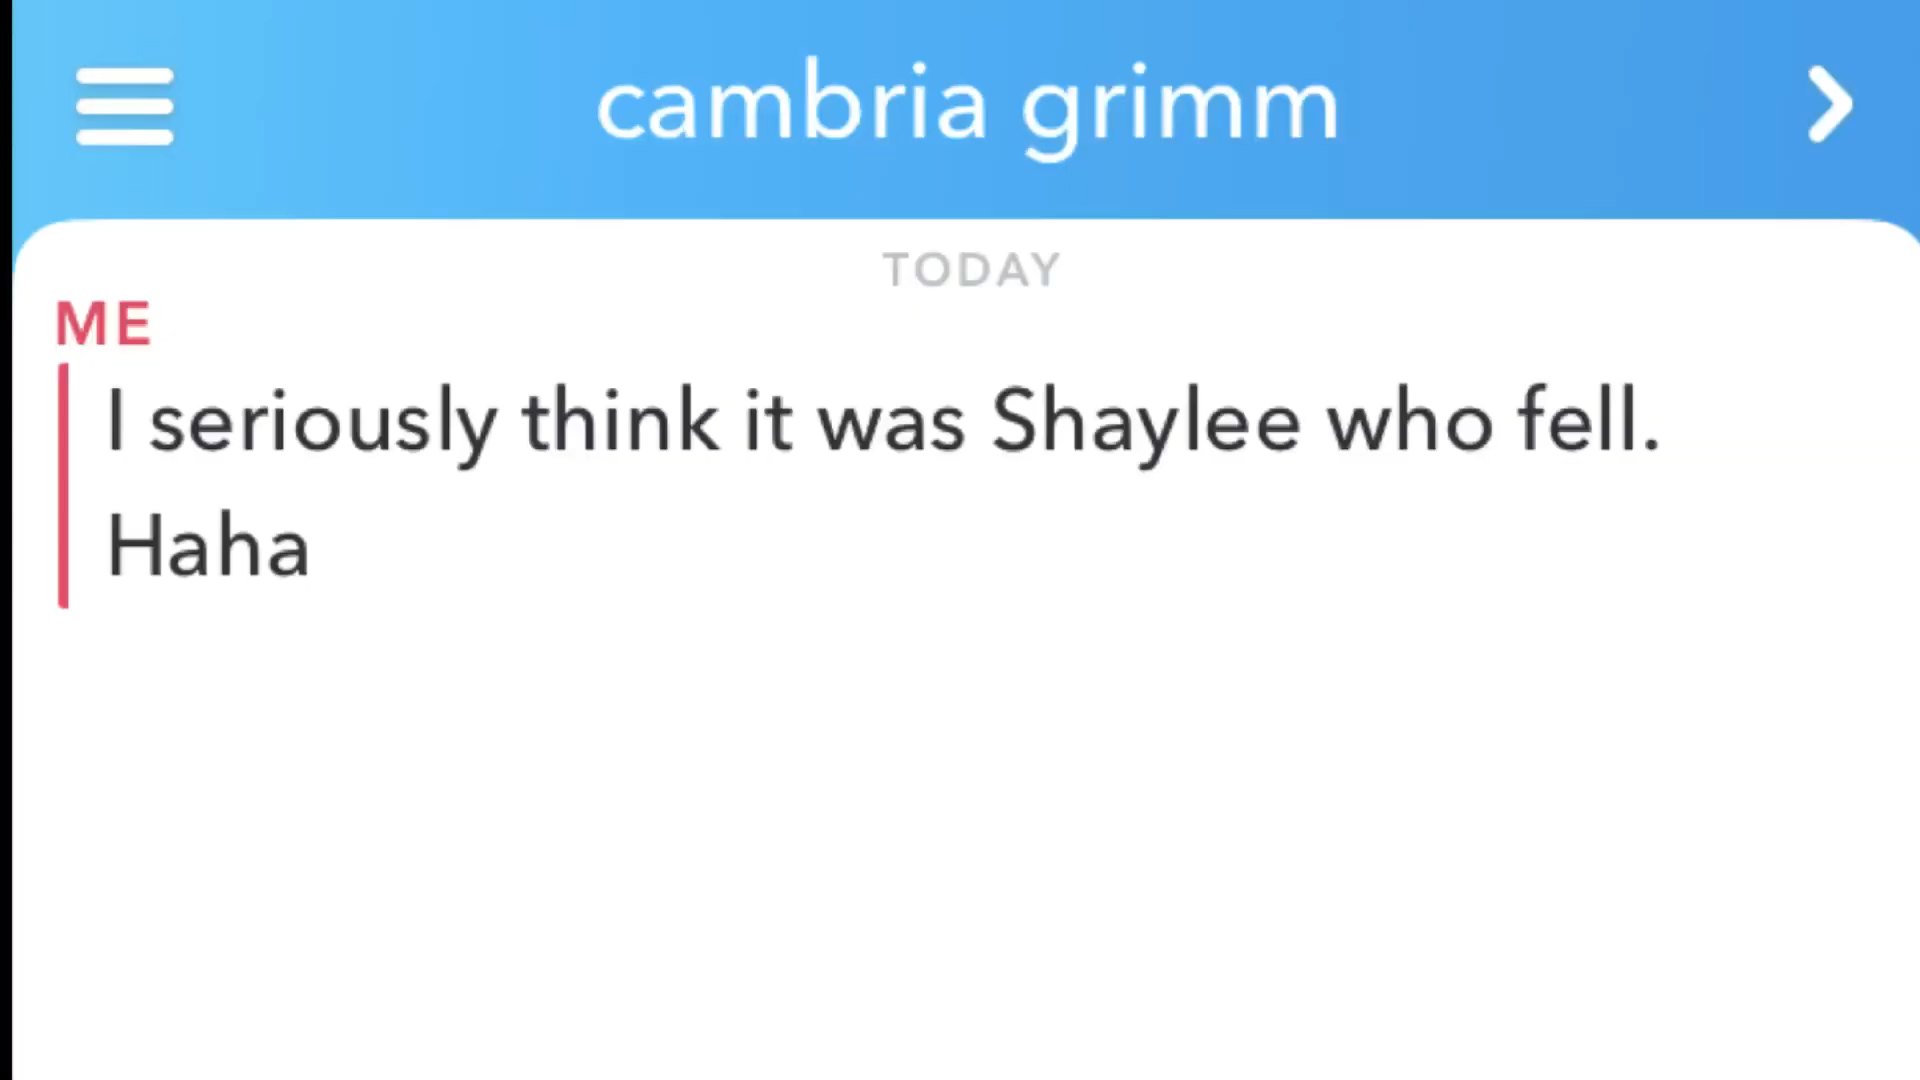 cambria grimm
TODAY
ME
I seriously think it was Shaylee who fell.
Haha